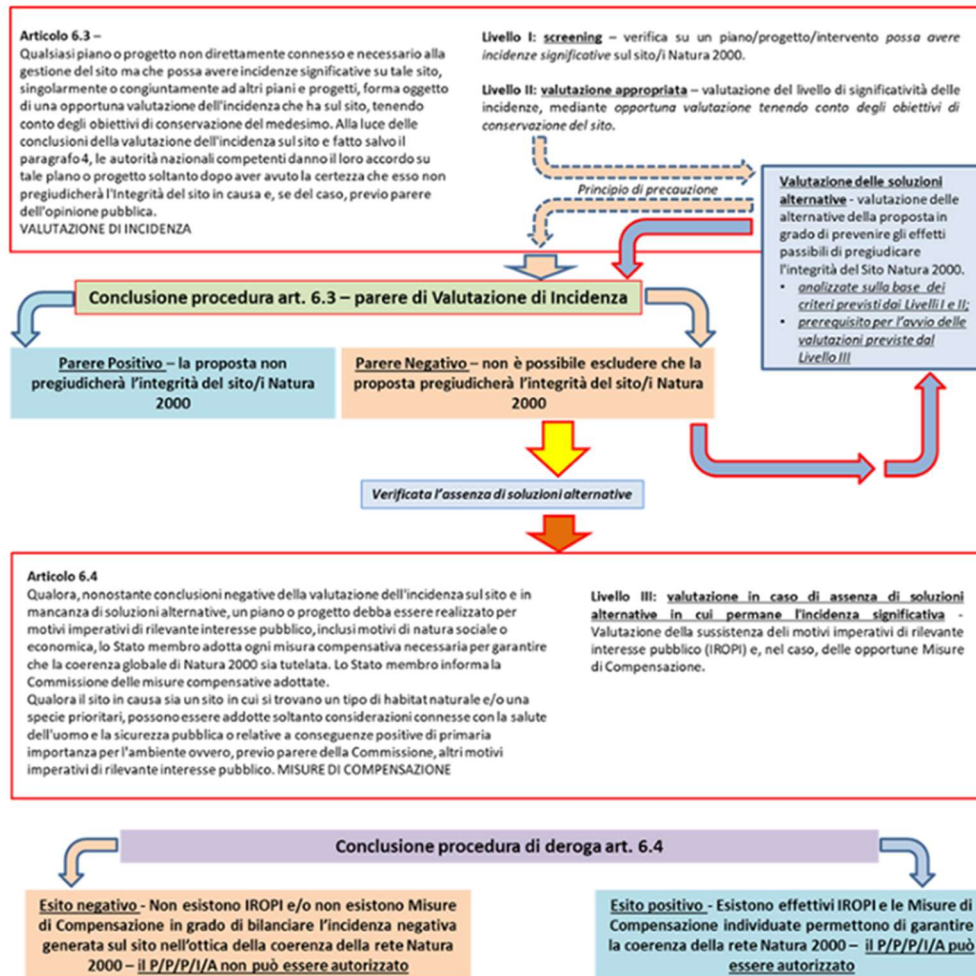 Articolo 6.3 –
Qualsiasi piano o progetto non direttamente connesso e necessario alla
gestione del sito ma che possa avere incidenze significative su tale sito,
singolarmente o congiuntamente ad altri piani e progetti, forma oggetto
di una opportuna valutazione dell'incidenza che ha sul sito, tenendo
conto degli obiettivi di conservazione del medesimo. Alla luce delle
conclusioni della valutazione dell'incidenza sul sito e fatto salvo il
paragrafo 4, le autorità nazionali competenti danno il loro accordo su
tale piano o progetto soltanto dopo aver avuto la certezza che esso non
pregiudicherà l'integrità del sito in causa e, se del caso, previo parere
dell'opinione pubblica.
VALUTAZIONE DI INCIDENZA
Livello I: screening – verifica su un piano/progetto/intervento possa avere
incidenze significative sul sito/i Natura 2000.
Livello II: valutazione appropriata – valutazione del livello di significatività delle
incidenze, mediante opportuna valutazione tenendo conto degli obiettivi di
conservazione del sito.
Principio di precauzione
Valutazione delle soluzioni
alternative - valutazione delle
alternative della proposta in
grado di prevenire gli effetti
passibili di pregiudicare
l'integrità del Sito Natura 2000.
• analizzate sulla base dei
criteri previsti dai Livelli I e II;
• prerequisito per l'avvio delle
valutazioni previste dal
Livello III
Conclusione procedura art. 6.3 – parere di Valutazione di Incidenza
Parere Positivo – la proposta non
pregiudicherà l'integrità del sito/i Natura
2000
Parere Negativo – non è possibile escludere che la
proposta pregiudicherà l'integrità del sito/i Natura
2000
Verificata l'assenza di soluzioni alternative
Articolo 6.4
Qualora, nonostante conclusioni negative della valutazione dell'incidenza sul sito e in
mancanza di soluzioni alternative, un piano o progetto debba essere realizzato per
motivi imperativi di rilevante interesse pubblico, inclusi motivi di natura sociale o
economica, lo Stato membro adotta ogni misura compensativa necessaria per garantire
che la coerenza globale di Natura 2000 sia tutelata. Lo Stato membro informa la
Commissione delle misure compensative adottate.
Qualora il sito in causa sia un sito in cui si trovano un tipo di habitat naturale e/o una
specie prioritari, possono essere addotte soltanto considerazioni connesse con la salute
dell'uomo e la sicurezza pubblica o relative a conseguenze positive di primaria
importanza per l'ambiente ovvero, previo parere della Commissione, altri motivi
imperativi di rilevante interesse pubblico. MISURE DI COMPENSAZIONE
Livello III: valutazione in caso di assenza di soluzioni
alternative in cui permane l'incidenza significativa -
Valutazione della sussistenza deli motivi imperativi di rilevante
interesse pubblico (IROPI) e, nel caso, delle opportune Misure
di Compensazione.
Conclusione procedura di deroga art. 6.4
Esito negativo - Non esistono IROPI e/o non esistono Misure
di Compensazione in grado di bilanciare l'incidenza negativa
generata sul sito nell'ottica della coerenza della rete Natura
2000 – il P/P/P/I/A non può essere autorizzato
Esito positivo - Esistono effettivi IROPI e le Misure di
Compensazione individuate permettono di garantire
la coerenza della rete Natura 2000 – il P/P/P/I/A può
essere autorizzato